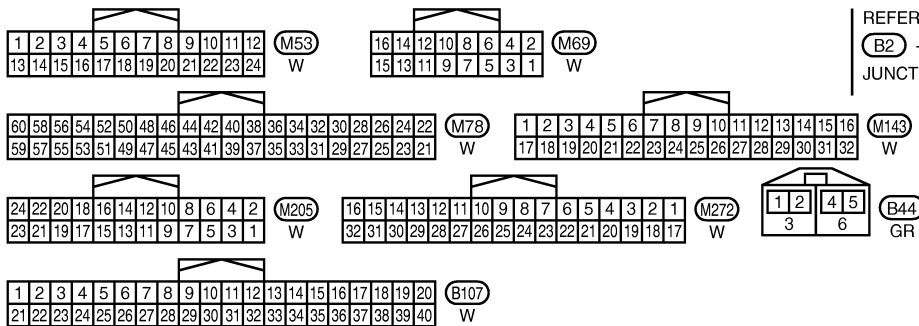 1 2 3 4 5 6 7 8 9 10 11 12 M53
13 14 15 16 17 18 19 20 21 22 23 24 W
16 14 12 10 8 6 4 2 M69
15 13 11 9 7 5 3 1 W
REFER
B2 -
JUNCT
60 58 56 54 52 50 48 46 44 42 40 38 36 34 32 30 28 26 24 22 M78
59 57 55 53 51 49 47 45 43 41 39 37 35 33 31 29 27 25 23 21 W
1 2 3 4 5 6 7 8 9 10 11 12 13 14 15 16 M143
17 18 19 20 21 22 23 24 25 26 27 28 29 30 31 32 W
24 22 20 18 16 14 12 10 8 6 4 2 M205
23 21 19 17 15 13 11 9 7 5 3 1 W
16 15 14 13 12 11 10 9 8 7 6 5 4 3 2 1 M272
32 31 30 29 28 27 26 25 24 23 22 21 20 19 18 17 W
1 2 4 5 B44
3 6 GR
1 2 3 4 5 6 7 8 9 10 11 12 13 14 15 16 17 18 19 20 B107
21 22 23 24 25 26 27 28 29 30 31 32 33 34 35 36 37 38 39 40 W